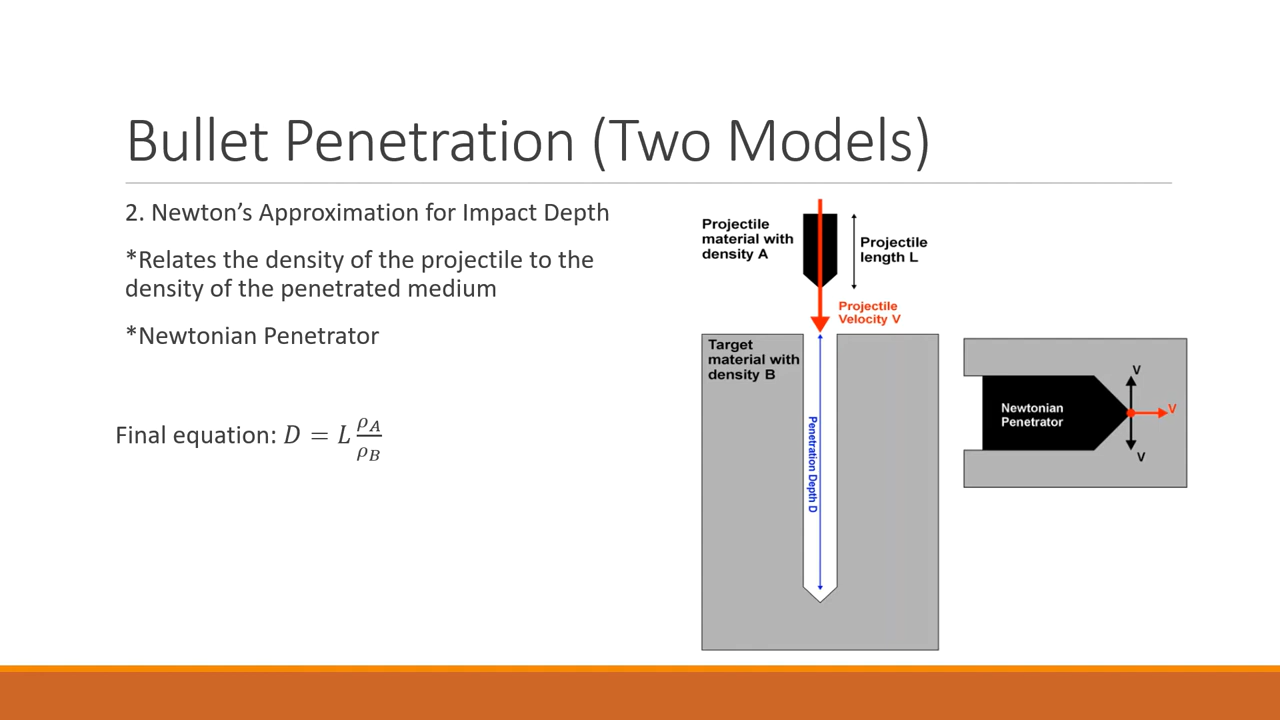 Bullet Penetration (Two Models)
2. Newton’s Approximation for Impact Depth
*Relates the density of the projectile to the
density of the penetrated medium
*Newtonian Penetrator
Final equation: D = L ρA/ρB
Projectile
material with
density A
Projectile
length L
Projectile
Velocity V
Target
material with
density B
Penetration Depth D
Newtonian
Penetrator
V
V
V